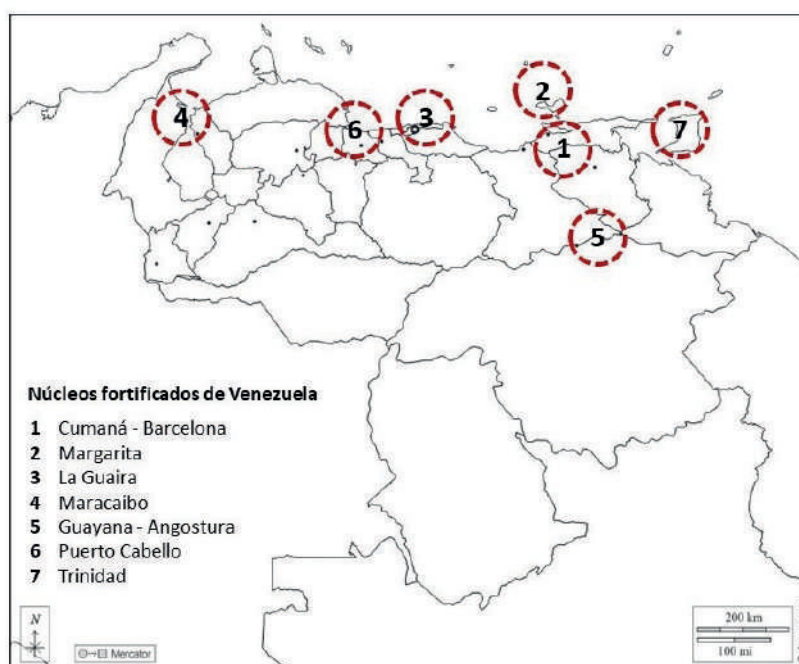 2
4
6
3
7
1
5
Núcleos fortificados de Venezuela
1 Cumaná - Barcelona
2 Margarita
3 La Guaira
4 Maracaibo
5 Guayana - Angostura
6 Puerto Cabello
7 Trinidad
N
Mercator
200 km
100 mi